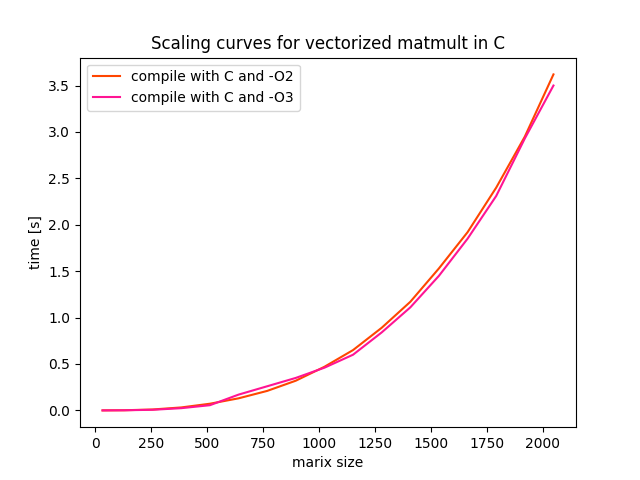 Scaling curves for vectorized matmult in C
compile with C and -O2
compile with C and -O3
time [s]
3.5
3.0
2.5
2.0
1.5
1.0
0.5
0.0
0 250 500 750 1000 1250 1500 1750 2000
marix size